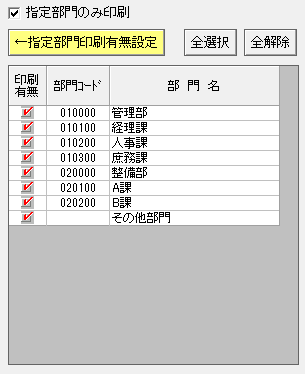 指定部門のみ印刷
←指定部門印刷有無設定 全選択 全解除
印刷有無 部門ｺｰﾄﾞ 部 門 名
010000 管理部
010100 経理課
010200 人事課
010300 庶務課
020000 整備部
020100 A課
020200 B課
その他部門